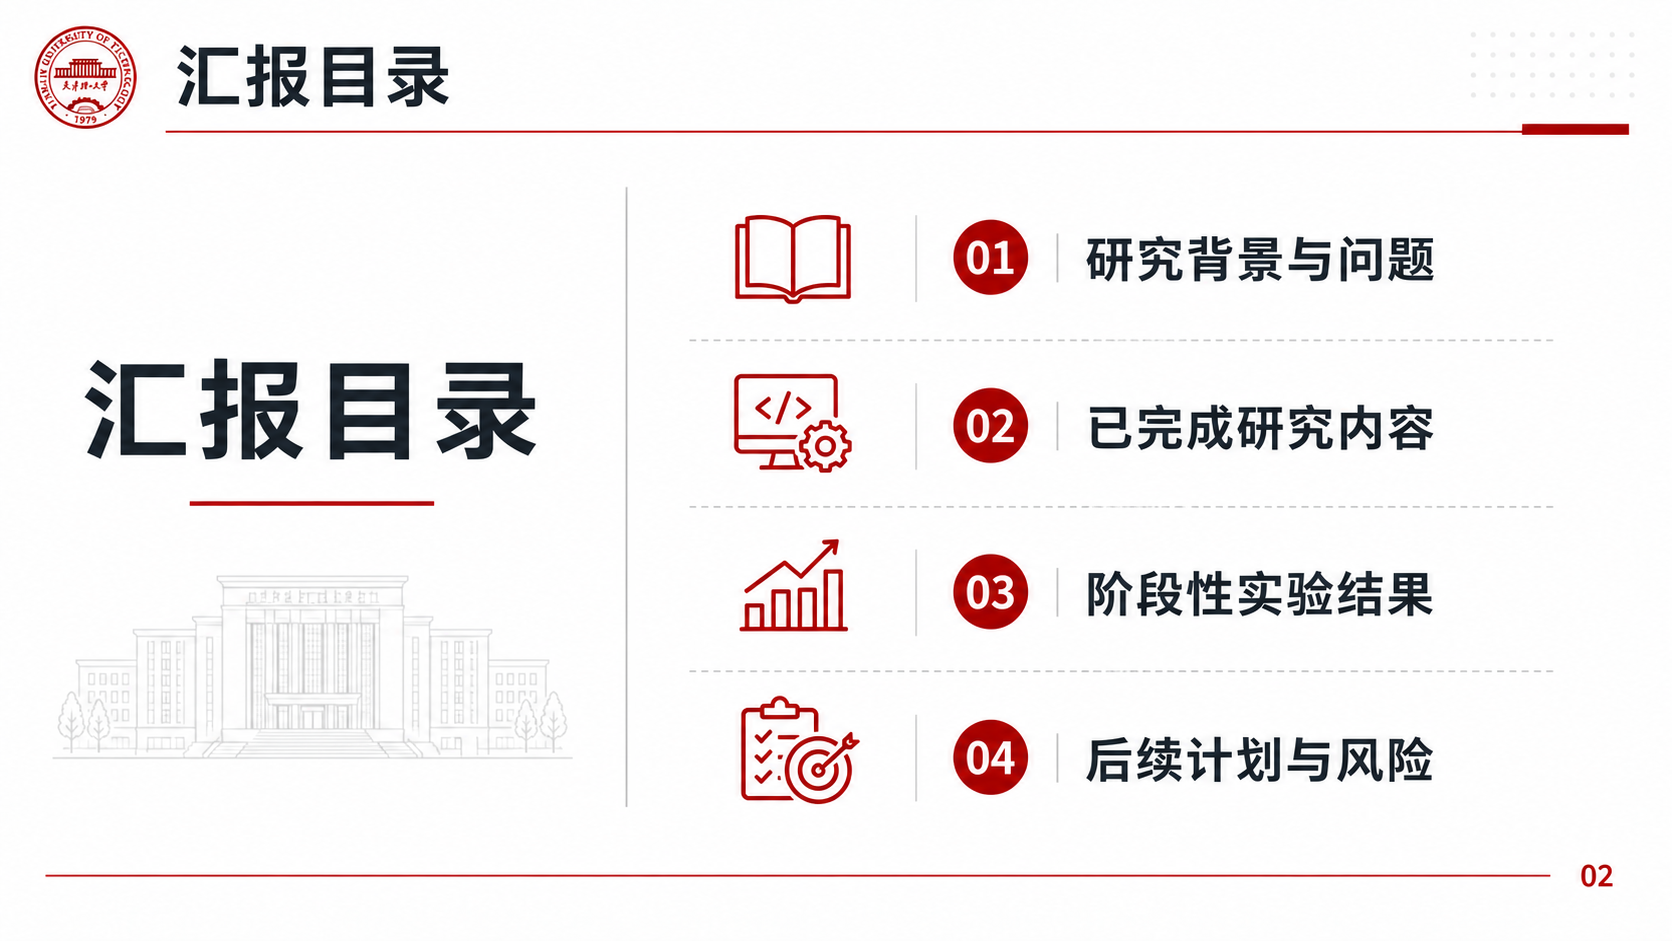 汇报目录
1979
汇报目录
01 研究背景与问题
</>
02 已完成研究内容
03 阶段性实验结果
04 后续计划与风险
02